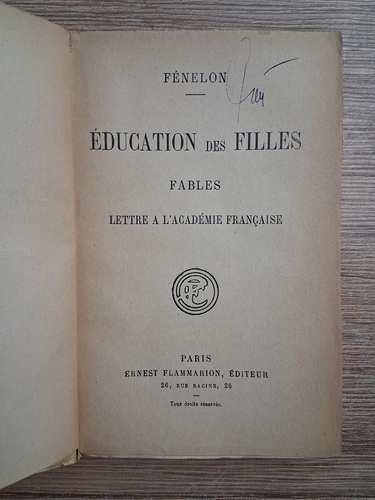 FÉNELON
ÉDUCATION DES FILLES
FABLES
LETTRE A L'ACADÉMIE FRANÇAISE
PARIS
ERNEST FLAMMARION, ÉDITEUR
26, RUE RACINE, 26
Tous droits réservés.